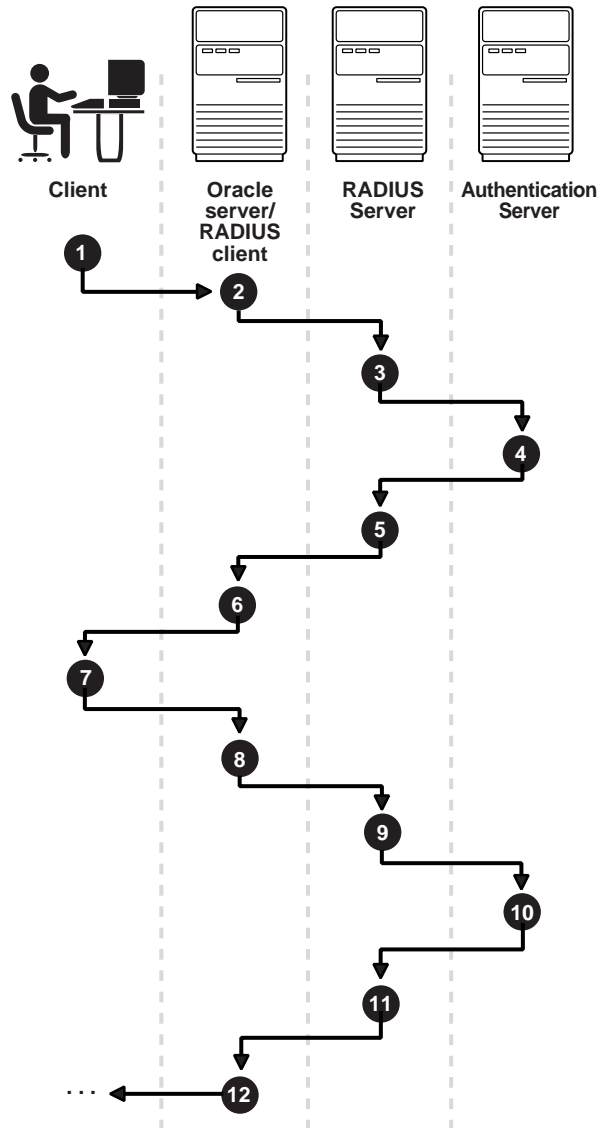 Client
Oracle
server/
RADIUS
client
RADIUS
Server
Authentication
Server
1
2
3
4
5
6
7
8
9
10
11
12
. . .